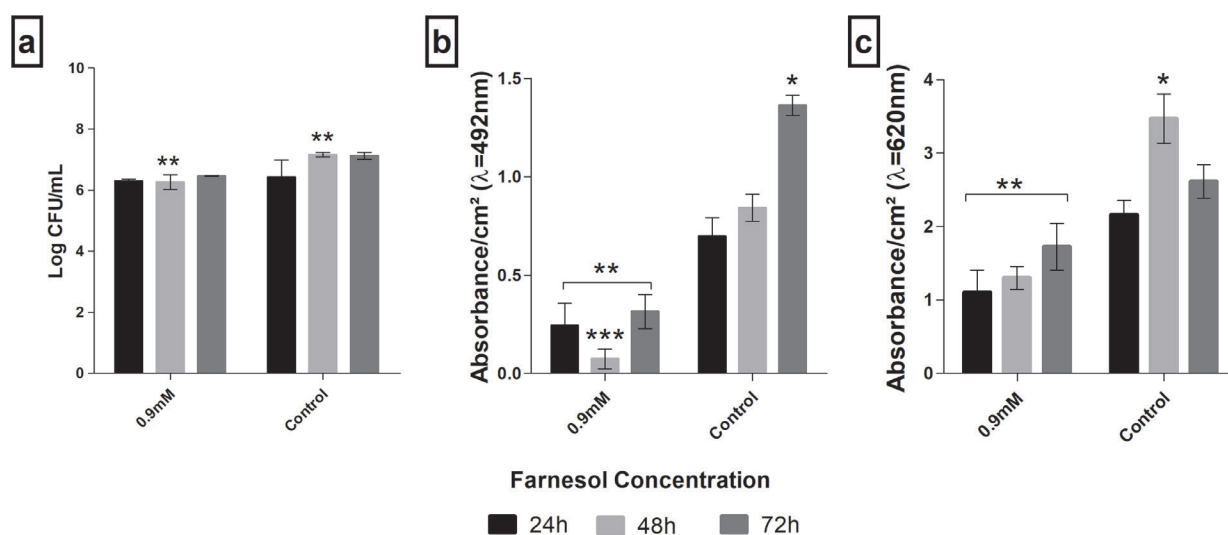 a
Log CFU/mL
10
8
6
4
2
0
**
**
0.9mM
Control
b
Absorbance/cm² (λ=492nm)
1.5
1.0
0.5
0.0
**
***
*
0.9mM
Control
c
Absorbance/cm² (λ=620nm)
4
3
2
1
0
**
*
0.9mM
Control
Farnesol Concentration
24h 48h 72h